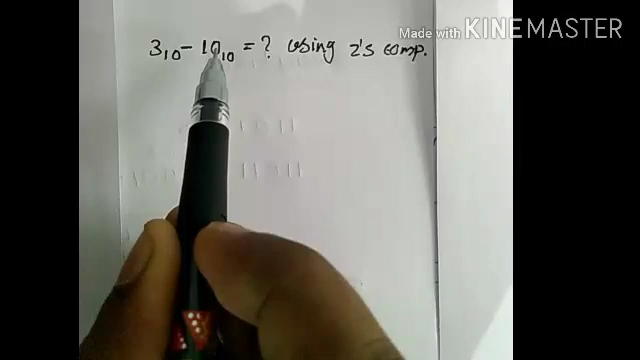 Made with KINEMASTER
3₁₀ - 10₁₀ = ? using 2's comp.